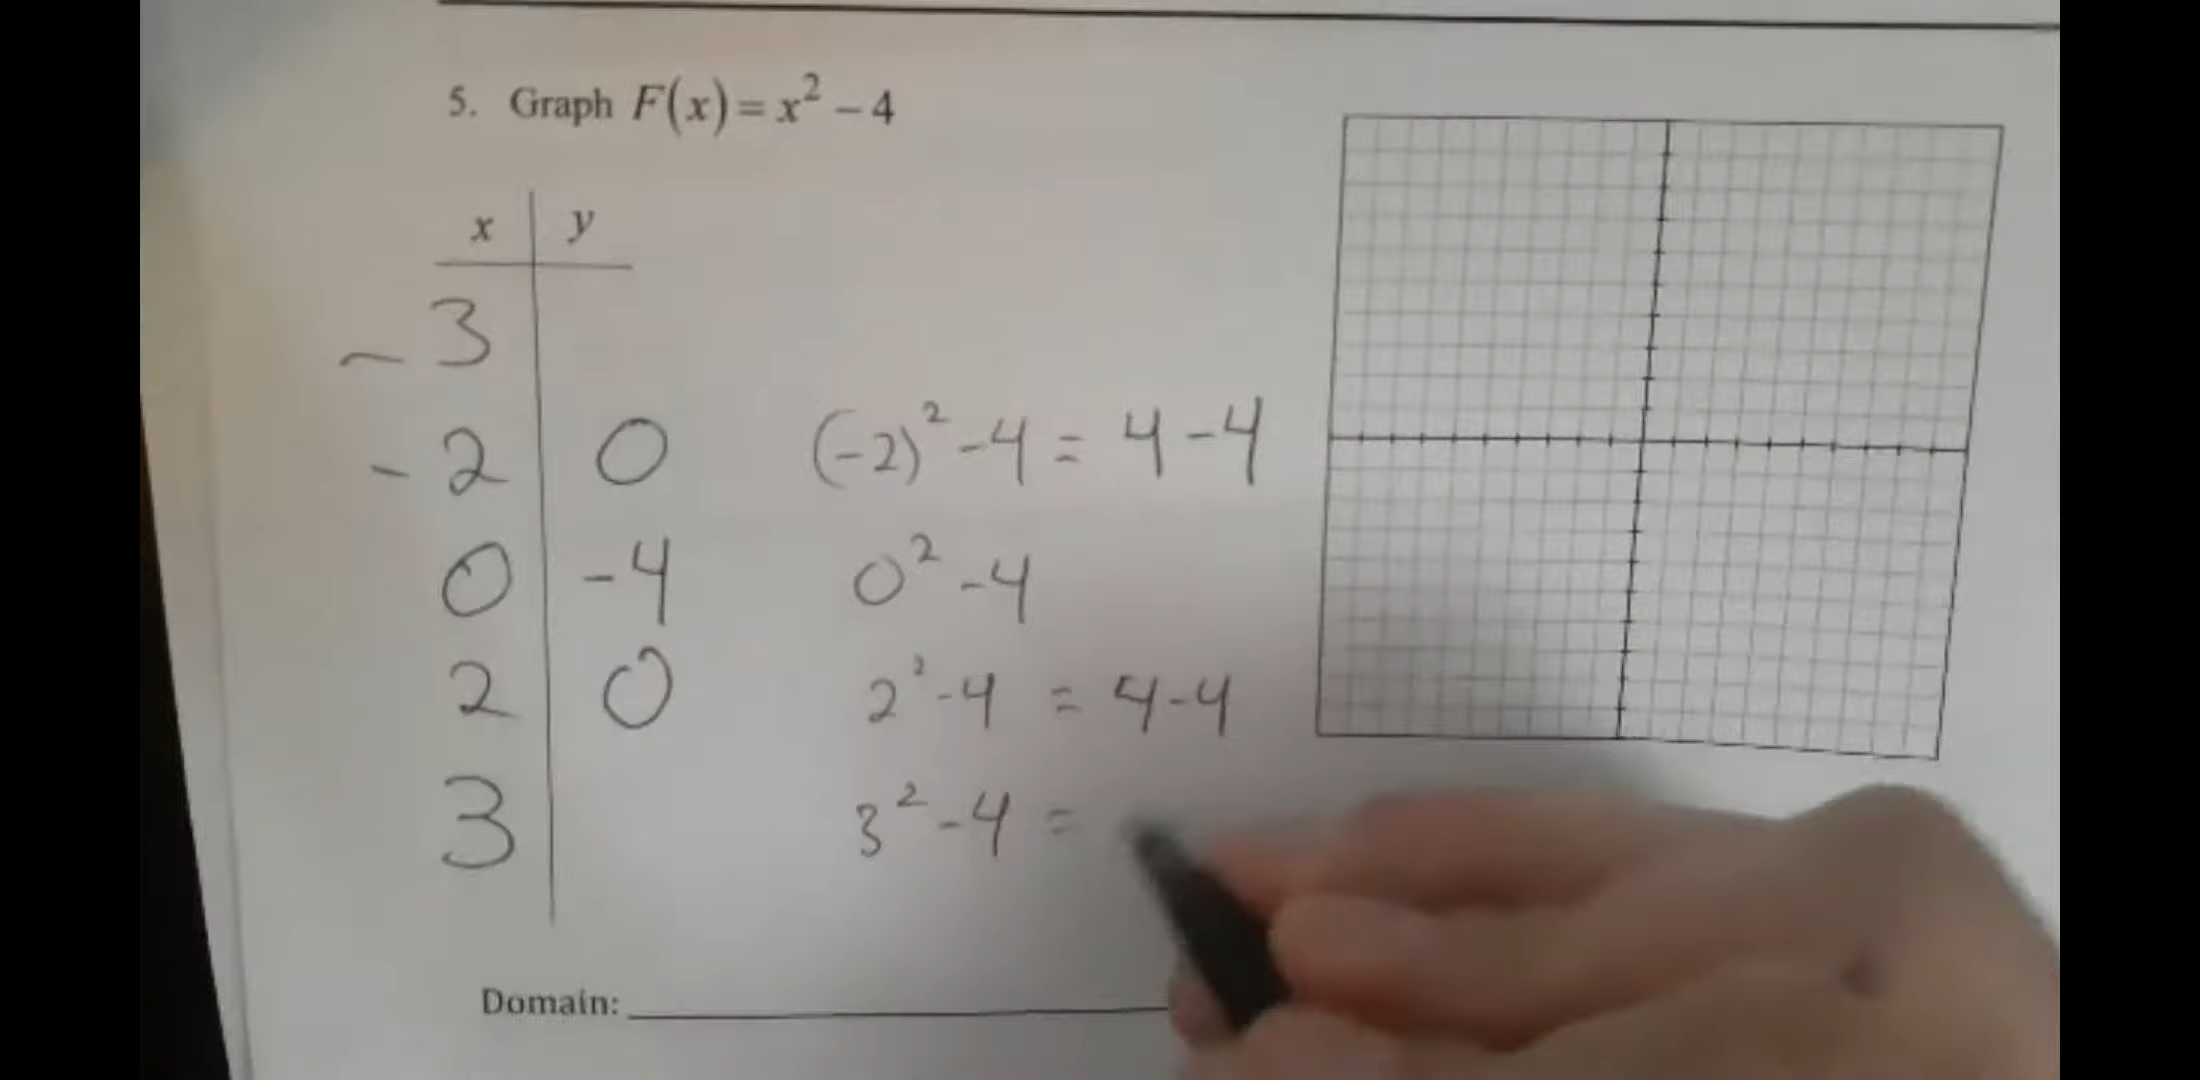 5. Graph F(x) = x² - 4
x y
-3
-2 0 (-2)² - 4 = 4 - 4
0 -4 0² - 4
2 0 2² - 4 = 4 - 4
3 3² - 4 =
Domain: